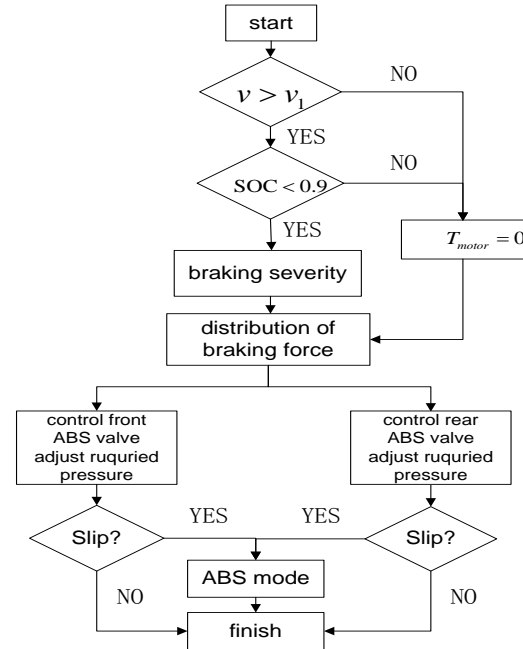 start
NO
v > v₁
YES
NO
SOC < 0.9
YES
T_motor = 0
braking severity
distribution of
braking force
control front
ABS valve
adjust ruquried
pressure
control rear
ABS valve
adjust ruquried
pressure
YES
YES
Slip?
Slip?
ABS mode
NO
NO
finish